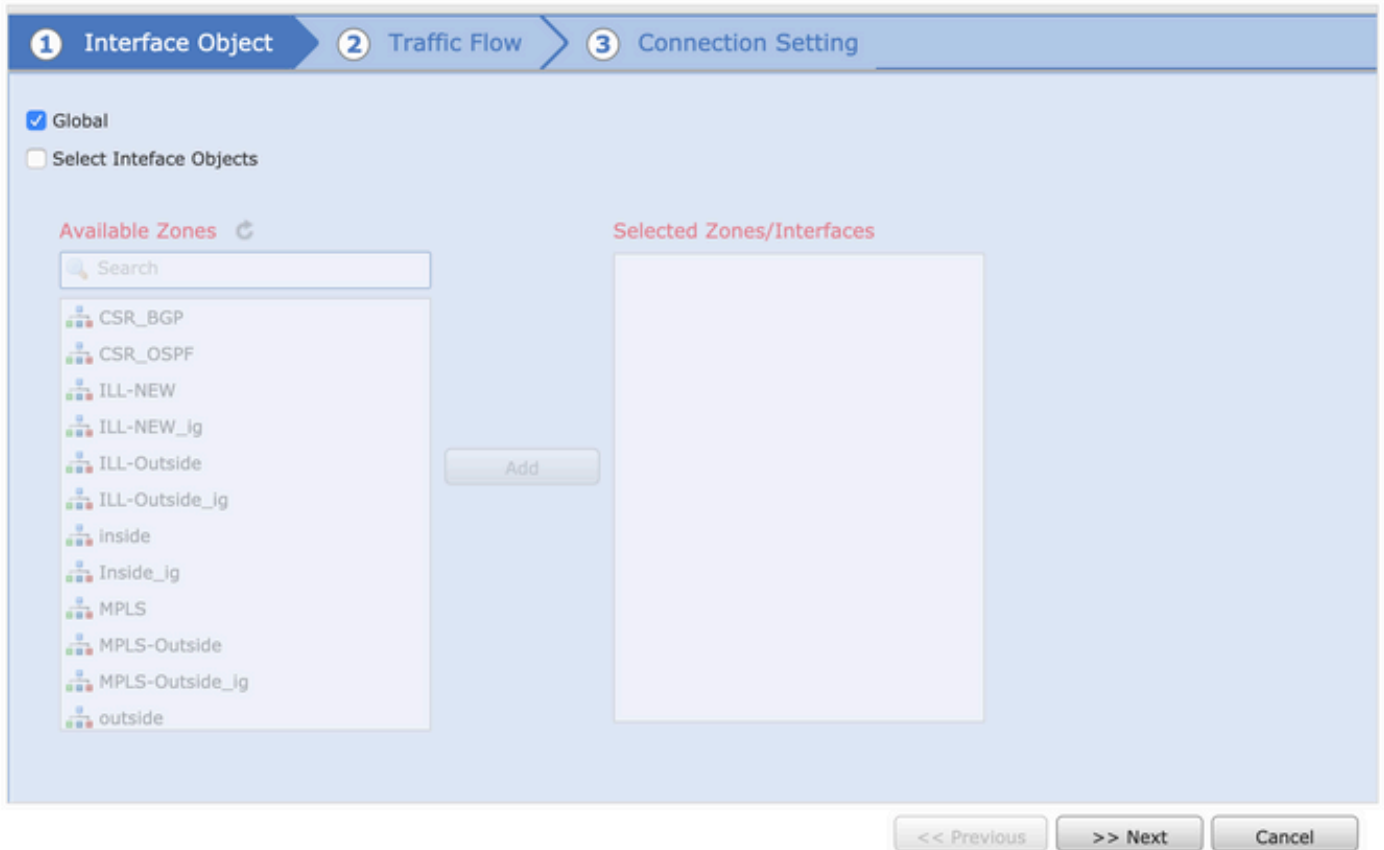 1 Interface Object 2 Traffic Flow 3 Connection Setting
Global
Select Inteface Objects
Available Zones
Selected Zones/Interfaces
Search
CSR_BGP
CSR_OSPF
ILL-NEW
ILL-NEW_ig
ILL-Outside
ILL-Outside_ig
inside
Inside_ig
MPLS
MPLS-Outside
MPLS-Outside_ig
outside
Add
<< Previous
>> Next
Cancel